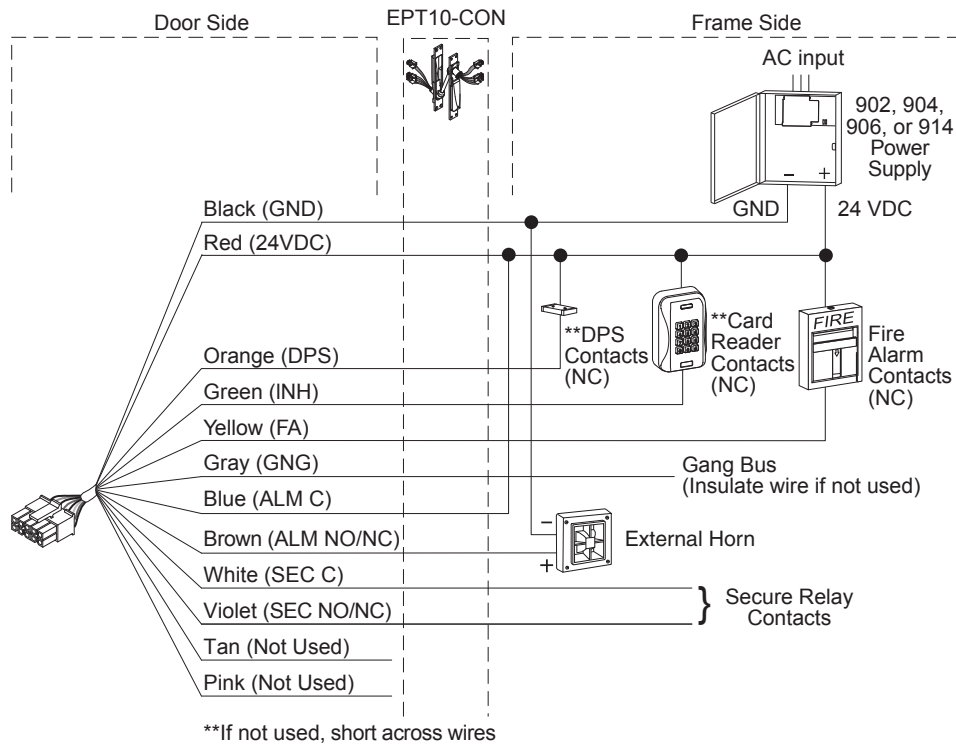 Door Side
EPT10-CON
Frame Side
AC input
902, 904,
906, or 914
Power
Supply
– +
GND
24 VDC
Black (GND)
Red (24VDC)
**DPS
Contacts
(NC)
**Card
Reader
Contacts
(NC)
FIRE
Fire
Alarm
Contacts
(NC)
Orange (DPS)
Green (INH)
Yellow (FA)
Gray (GNG)
Gang Bus
(Insulate wire if not used)
Blue (ALM C)
Brown (ALM NO/NC)
–
+
External Horn
White (SEC C)
Violet (SEC NO/NC)
} Secure Relay
Contacts
Tan (Not Used)
Pink (Not Used)
**If not used, short across wires